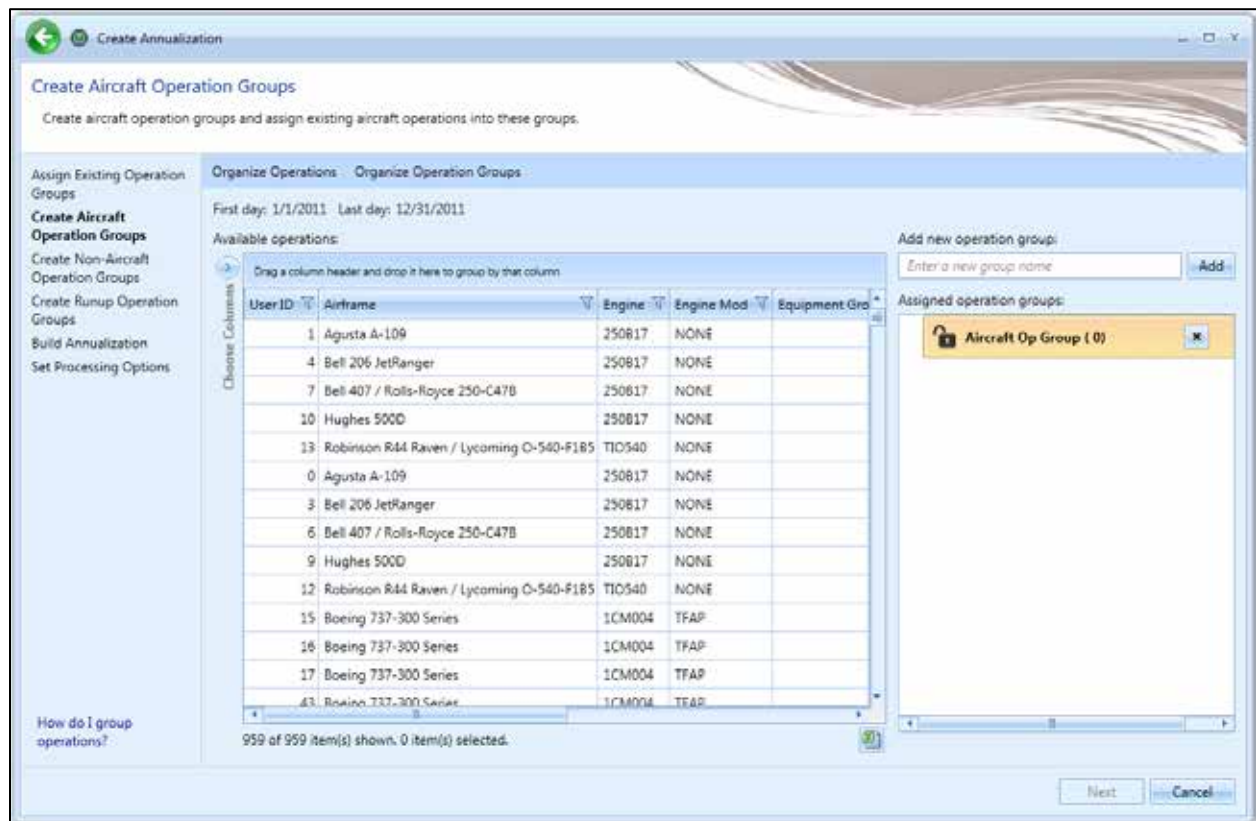 Create Annualization
Create Aircraft Operation Groups
Create aircraft operation groups and assign existing aircraft operations into these groups.
Assign Existing Operation
Groups
Create Aircraft
Operation Groups
Create Non-Aircraft
Operation Groups
Create Runup Operation
Groups
Build Annualization
Set Processing Options
How do I group
operations?
Organize Operations Organize Operation Groups
First day: 1/1/2011 Last day: 12/31/2011
Available operations:
Choose Columns
Drag a column header and drop it here to group by that column
User ID Airframe Engine Engine Mod Equipment Gro
1 Agusta A-109 250B17 NONE
4 Bell 206 JetRanger 250B17 NONE
7 Bell 407 / Rolls-Royce 250-C47B 250B17 NONE
10 Hughes 500D 250B17 NONE
13 Robinson R44 Raven / Lycoming O-540-F1B5 TIO540 NONE
0 Agusta A-109 250B17 NONE
3 Bell 206 JetRanger 250B17 NONE
6 Bell 407 / Rolls-Royce 250-C47B 250B17 NONE
9 Hughes 500D 250B17 NONE
12 Robinson R44 Raven / Lycoming O-540-F1B5 TIO540 NONE
15 Boeing 737-300 Series 1CM004 TFAP
16 Boeing 737-300 Series 1CM004 TFAP
17 Boeing 737-300 Series 1CM004 TFAP
43 Boeing 737-300 Series 1CM004 TFAP
959 of 959 item(s) shown. 0 item(s) selected.
Add new operation group:
Enter a new group name Add
Assigned operation groups:
Aircraft Op Group ( 0)
Next Cancel